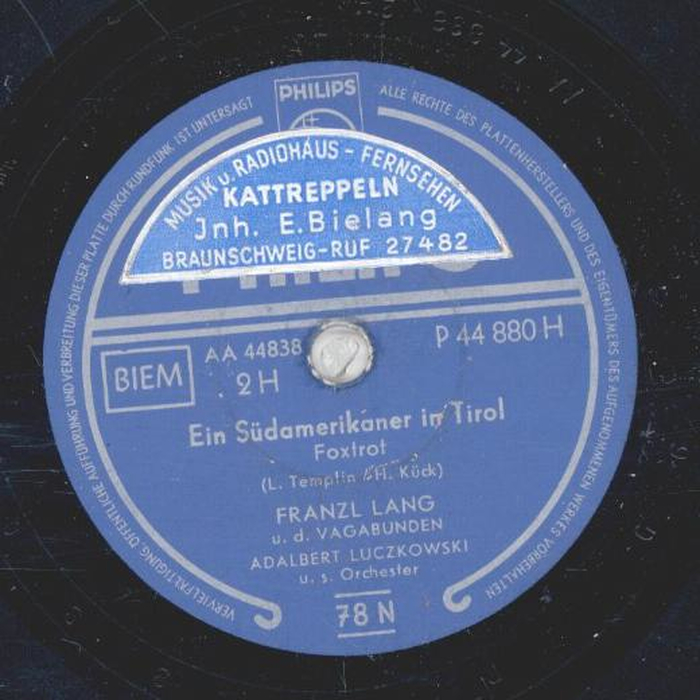 PHILIPS
MUSIK u. RADIOHAUS - FERNSEHEN
KATTREPPELN
Jnh. E.Bielang
BRAUNSCHWEIG-RUF 27482
BIEM
AA 44838
2 H
P 44 880 H
Ein Südamerikaner in Tirol
Foxtrot
(L. Templin - H. Kück)
FRANZL LANG
u. d. VAGABUNDEN
ADALBERT LUCZKOWSKI
u. s. Orchester
78 N
ALLE RECHTE DES PLATTENHERSTELLERS UND DES EIGENTÜMERS DES AUFGENOMMENEN WERKES VORBEHALTEN
VERVIELFÄLTIGUNG, ÖFFENTLICHE AUFFÜHRUNG UND VERBREITUNG DIESER PLATTE DURCH RUNDFUNK IST UNTERSAGT